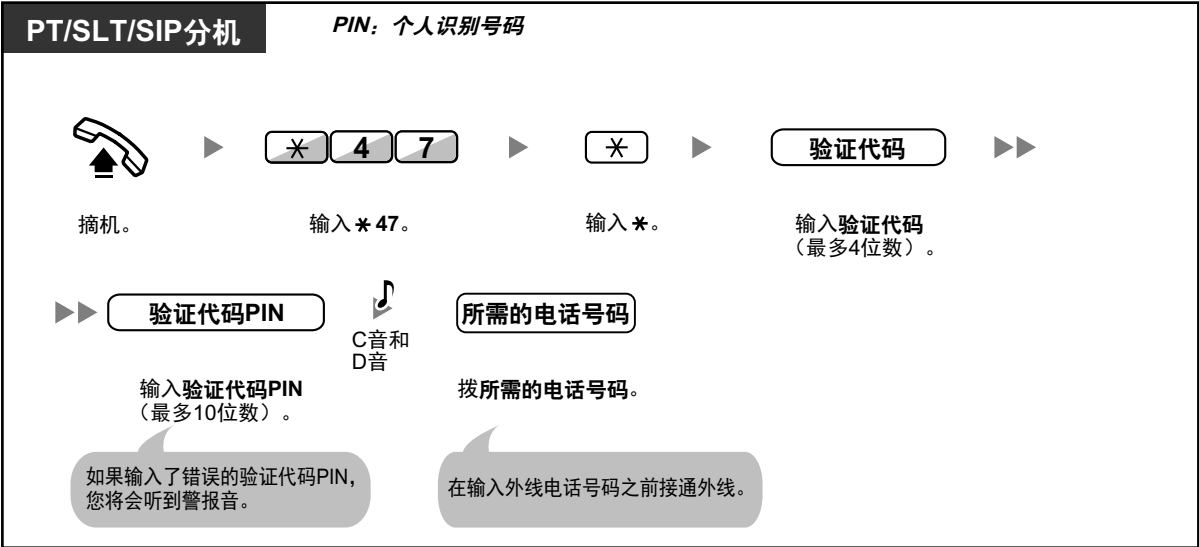 PT/SLT/SIP分机
PIN：个人识别号码
* 4 7
*
验证代码
摘机。
输入*47。
输入*。
输入验证代码
（最多4位数）。
验证代码PIN
C音和
D音
所需的电话号码
输入验证代码PIN
（最多10位数）。
拨所需的电话号码。
如果输入了错误的验证代码PIN，
您将会听到警报音。
在输入外线电话号码之前接通外线。